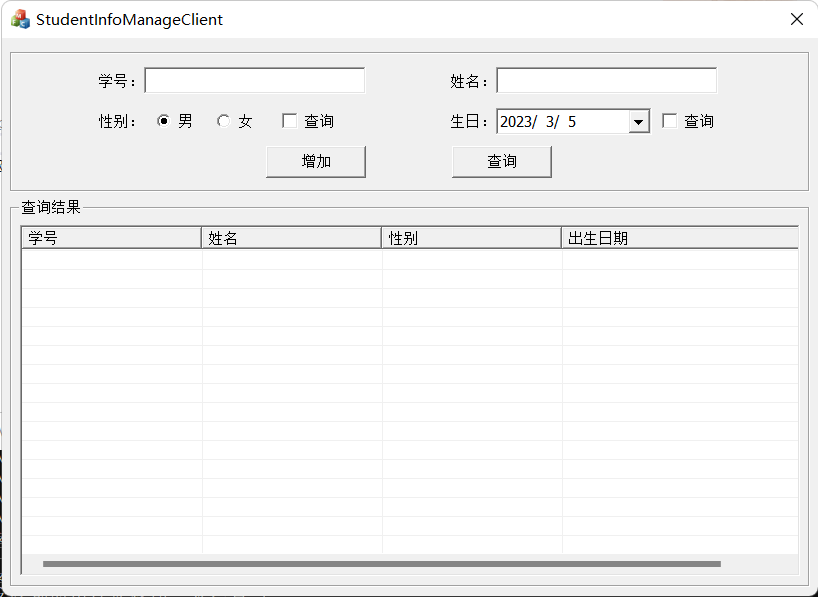 StudentInfoManageClient
学号： 姓名：
性别： 男 女 查询 生日： 2023/ 3/ 5 查询
增加 查询
查询结果
学号 姓名 性别 出生日期